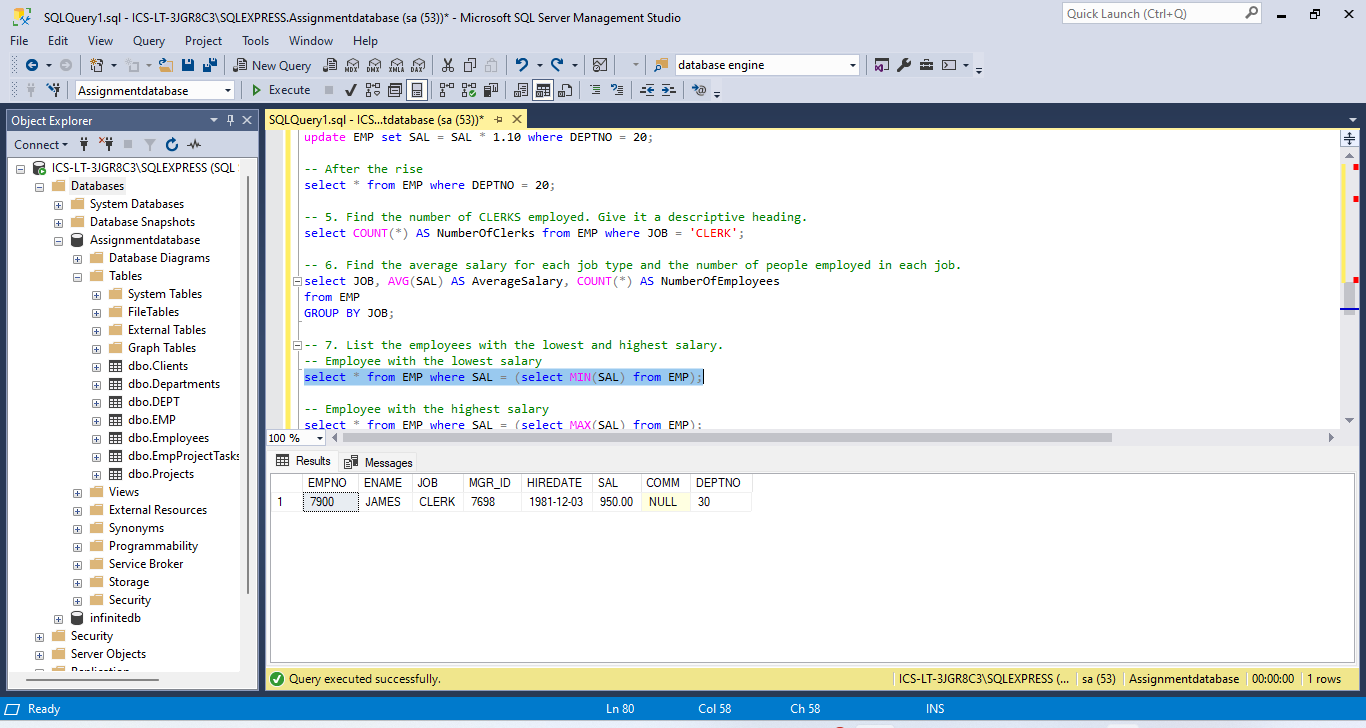 SQLQuery1.sql - ICS-LT-3JGR8C3\SQLEXPRESS.Assignmentdatabase (sa (53))* - Microsoft SQL Server Management Studio
Quick Launch (Ctrl+Q)
File Edit View Query Project Tools Window Help
New Query MDX DMX XMLA DAX database engine
Assignmentdatabase Execute
Object Explorer
Connect
ICS-LT-3JGR8C3\SQLEXPRESS (SQL
Databases
System Databases
Database Snapshots
Assignmentdatabase
Database Diagrams
Tables
System Tables
FileTables
External Tables
Graph Tables
dbo.Clients
dbo.Departments
dbo.DEPT
dbo.EMP
dbo.Employees
dbo.EmpProjectTasks
dbo.Projects
Views
External Resources
Synonyms
Programmability
Service Broker
Storage
Security
infinitedb
Security
Server Objects
Replication
SQLQuery1.sql - ICS...tdatabase (sa (53))*
update EMP set SAL = SAL * 1.10 where DEPTNO = 20;
-- After the rise
select * from EMP where DEPTNO = 20;
-- 5. Find the number of CLERKS employed. Give it a descriptive heading.
select COUNT(*) AS NumberOfClerks from EMP where JOB = 'CLERK';
-- 6. Find the average salary for each job type and the number of people employed in each job.
select JOB, AVG(SAL) AS AverageSalary, COUNT(*) AS NumberOfEmployees
from EMP
GROUP BY JOB;
-- 7. List the employees with the lowest and highest salary.
-- Employee with the lowest salary
select * from EMP where SAL = (select MIN(SAL) from EMP);
-- Employee with the highest salary
select * from EMP where SAL = (select MAX(SAL) from EMP);
100 %
Results Messages
EMPNO ENAME JOB MGR_ID HIREDATE SAL COMM DEPTNO
1 7900 JAMES CLERK 7698 1981-12-03 950.00 NULL 30
Query executed successfully. ICS-LT-3JGR8C3\SQLEXPRESS (... sa (53) Assignmentdatabase 00:00:00 1 rows
Ready Ln 80 Col 58 Ch 58 INS